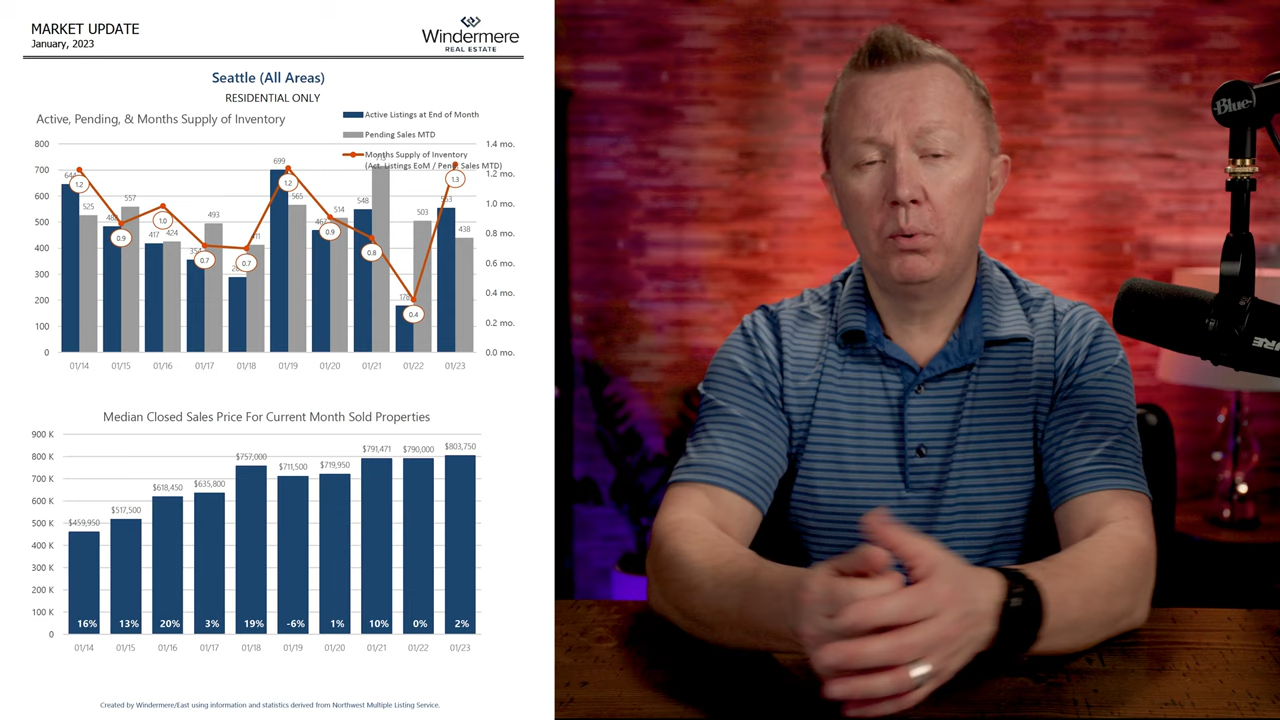 MARKET UPDATE
January, 2023
Windermere
REAL ESTATE
Seattle (All Areas)
RESIDENTIAL ONLY
Active, Pending, & Months Supply of Inventory
Active Listings at End of Month
Pending Sales MTD
Months Supply of Inventory
(Act. Listings EoM / Pend. Sales MTD)
800 700 600 500 400 300 200 100 0
1.4 mo. 1.2 mo. 1.0 mo. 0.8 mo. 0.6 mo. 0.4 mo. 0.2 mo. 0.0 mo.
525 557 417 424 493 699 565 514 548 503 438
1.2 0.9 1.0 0.7 0.7 1.2 0.9 0.8 0.4 1.3
01/14 01/15 01/16 01/17 01/18 01/19 01/20 01/21 01/22 01/23
Median Closed Sales Price For Current Month Sold Properties
900 K 800 K 700 K 600 K 500 K 400 K 300 K 200 K 100 K 0
$459,950 $517,500 $618,450 $635,800 $757,000 $711,500 $719,950 $791,471 $790,000 $803,750
16% 13% 20% 3% 19% -6% 1% 10% 0% 2%
01/14 01/15 01/16 01/17 01/18 01/19 01/20 01/21 01/22 01/23
Created by Windermere/East using information and statistics derived from Northwest Multiple Listing Service.
Blue
SHURE